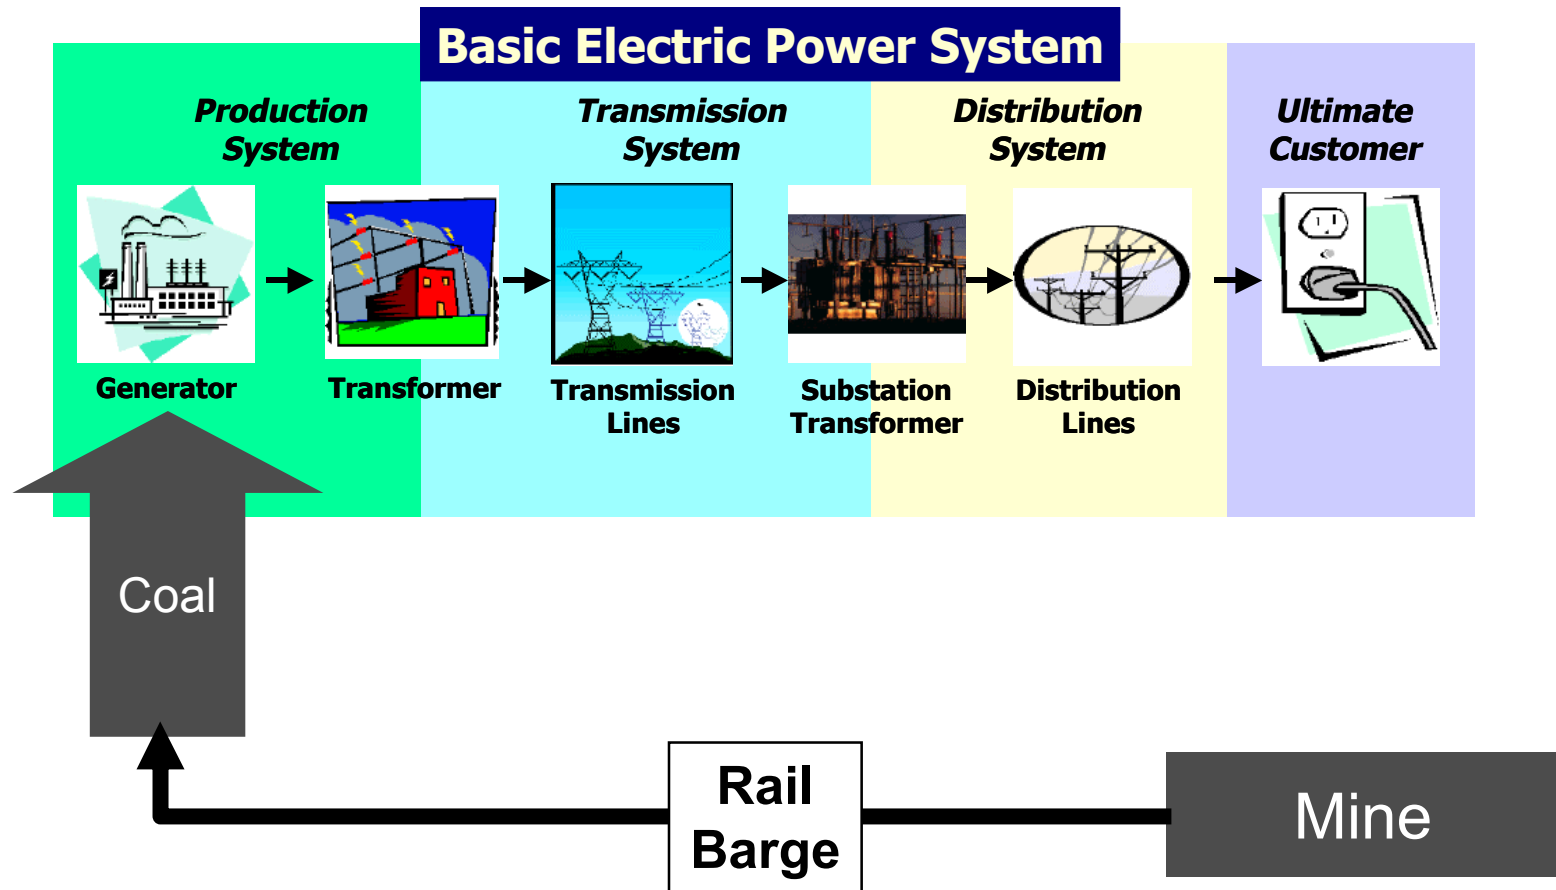 Basic Electric Power System
Production
System
Transmission
System
Distribution
System
Ultimate
Customer
Generator
Transformer
Transmission
Lines
Substation
Transformer
Distribution
Lines
Coal
Rail
Barge
Mine